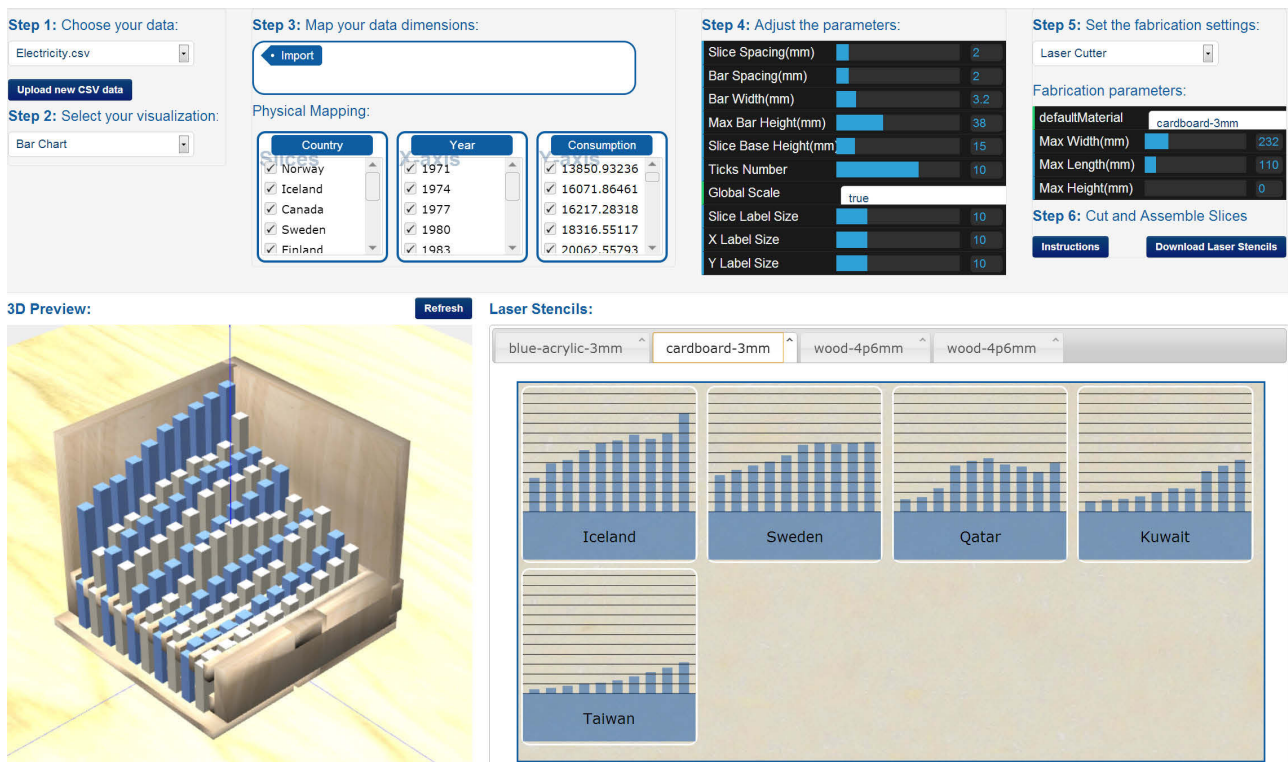 Step 1: Choose your data:
Electricity.csv
Upload new CSV data
Step 2: Select your visualization:
Bar Chart
Step 3: Map your data dimensions:
Import
Physical Mapping:
Country
Slices
Norway
Iceland
Canada
Sweden
Finland
Year
X-axis
1971
1974
1977
1980
1983
Consumption
Y-axis
13850.93236
16071.86461
16217.28318
18316.55117
20062.55793
Step 4: Adjust the parameters:
Slice Spacing(mm) 2
Bar Spacing(mm) 2
Bar Width(mm) 3.2
Max Bar Height(mm) 38
Slice Base Height(mm) 15
Ticks Number 10
Global Scale true
Slice Label Size 10
X Label Size 10
Y Label Size 10
Step 5: Set the fabrication settings:
Laser Cutter
Fabrication parameters:
defaultMaterial cardboard-3mm
Max Width(mm) 232
Max Length(mm) 110
Max Height(mm) 0
Step 6: Cut and Assemble Slices
Instructions Download Laser Stencils
3D Preview:
Refresh
Laser Stencils:
blue-acrylic-3mm cardboard-3mm wood-4p6mm wood-4p6mm
Iceland Sweden Qatar Kuwait
Taiwan